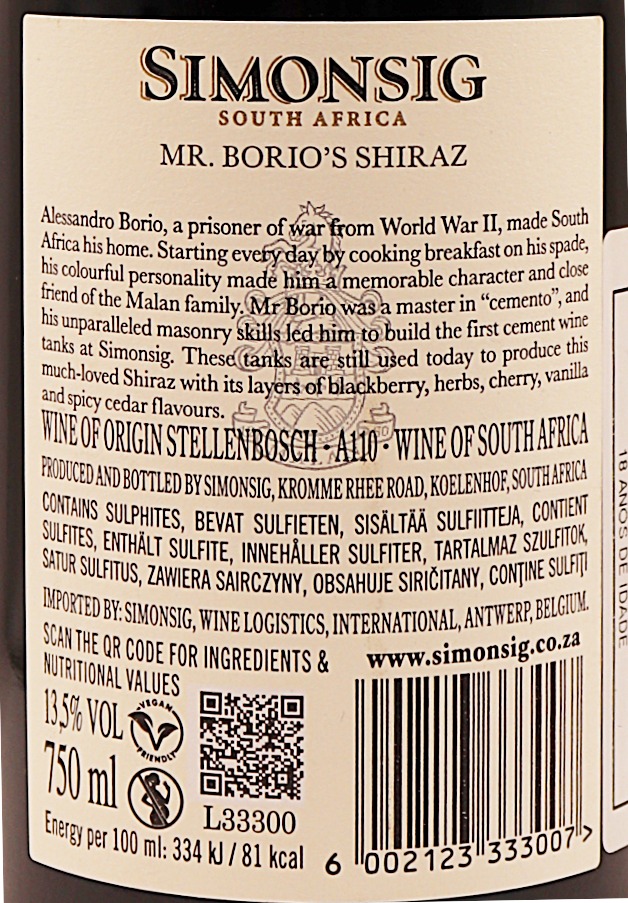 SIMONSIG
SOUTH AFRICA
MR. BORIO'S SHIRAZ
Alessandro Borio, a prisoner of war from World War II, made South
Africa his home. Starting every day by cooking breakfast on his spade,
his colourful personality made him a memorable character and close
friend of the Malan family. Mr Borio was a master in “cemento”, and
his unparalleled masonry skills led him to build the first cement wine
tanks at Simonsig. These tanks are still used today to produce this
much-loved Shiraz with its layers of blackberry, herbs, cherry, vanilla
and spicy cedar flavours.
WINE OF ORIGIN STELLENBOSCH · A110 · WINE OF SOUTH AFRICA
PRODUCED AND BOTTLED BY SIMONSIG, KROMME RHEE ROAD, KOELENHOF, SOUTH AFRICA
CONTAINS SULPHITES, BEVAT SULFIETEN, SISÄLTÄÄ SULFIITTEJA, CONTIENT
SULFITES, ENTHÄLT SULFITE, INNEHÅLLER SULFITER, TARTALMAZ SZULFITOK,
SATUR SULFITUS, ZAWIERA SAIRCZYNY, OBSAHUJE SIRIČITANY, CONŢINE SULFIŢI
IMPORTED BY: SIMONSIG, WINE LOGISTICS, INTERNATIONAL, ANTWERP, BELGIUM.
SCAN THE QR CODE FOR INGREDIENTS &
NUTRITIONAL VALUES
www.simonsig.co.za
13,5% VOL
VEGAN
FRIENDLY
750 ml
L33300
Energy per 100 ml: 334 kJ / 81 kcal
6 002123 333007 >
18 ANOS DE IDADE